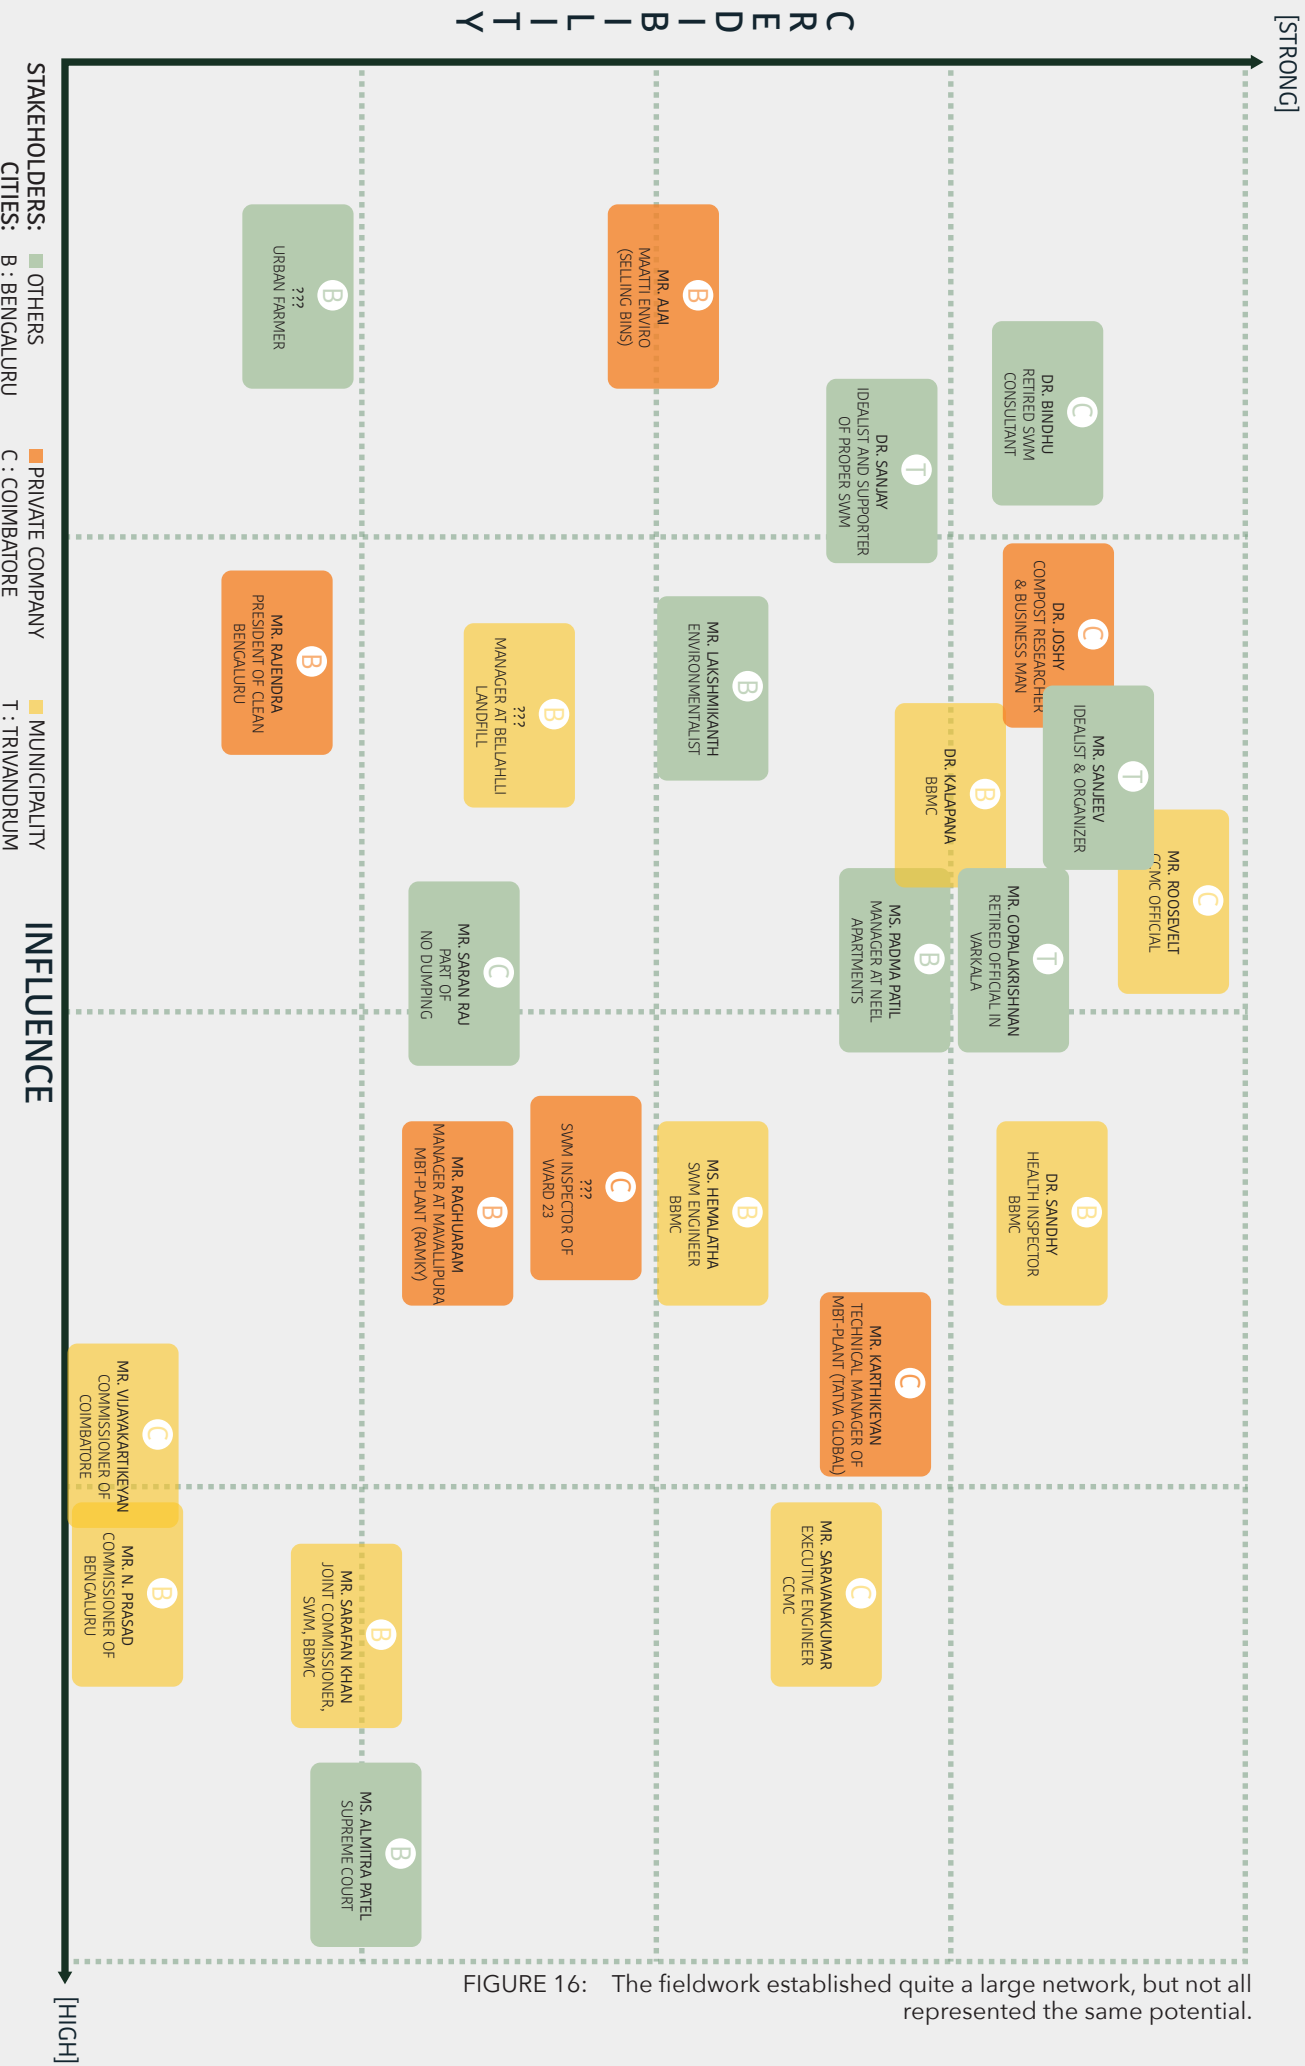 [STRONG]
CREDIBILITY
C
MR. ROOSEVELT
CCMC OFFICIAL
T
MR. SANJEEV
IDEALIST & ORGANIZER
C
DR. BINDHU
RETIRED SWM
CONSULTANT
C
DR. JOSHY
COMPOST RESEARCHER
& BUSINESS MAN
B
DR. SANDHY
HEALTH INSPECTOR
BBMC
T
MR. GOPALAKRISHNAN
RETIRED OFFICIAL IN
VARKALA
B
DR. KALAPANA
BBMC
T
DR. SANJAY
IDEALIST AND SUPPORTER
OF PROPER SWM
B
MS. PADMA PATIL
MANAGER AT NEEL
APARTMENTS
C
MR. KARTHIKEYAN
TECHNICAL MANAGER OF
MBT-PLANT (TATVA GLOBAL)
C
MR. SARAVANAKUMAR
EXECUTIVE ENGINEER
CCMC
B
MR. LAKSHMIKANTH
ENVIRONMENTALIST
B
MS. HEMALATHA
SWM ENGINEER
BBMC
B
MR. AJAI
MAATTI ENVIRO
(SELLING BINS)
C
???
SWM INSPECTOR OF
WARD 23
B
???
MANAGER AT BELLAHLLI
LANDFILL
C
MR. SARAN RAJ
PART OF
NO DUMPING
B
MR. RAGHUARAM
MANAGER AT MAVALLIPURA
MBT-PLANT (RAMKY)
B
MS. ALMITRA PATEL
SUPREME COURT
B
MR. SARAFAN KHAN
JOINT COMMISSIONER,
SWM, BBMC
B
???
URBAN FARMER
B
MR. RAJENDRA
PRESIDENT OF CLEAN
BENGALURU
C
MR. VIJAYAKARTIKEYAN
COMMISSIONER OF
COIMBATORE
B
MR. N. PRASAD
COMMISSIONER OF
BENGALURU
[HIGH]
INFLUENCE
STAKEHOLDERS: OTHERS PRIVATE COMPANY MUNICIPALITY
CITIES: B : BENGALURU C : COIMBATORE T : TRIVANDRUM
FIGURE 16: The fieldwork established quite a large network, but not all
represented the same potential.